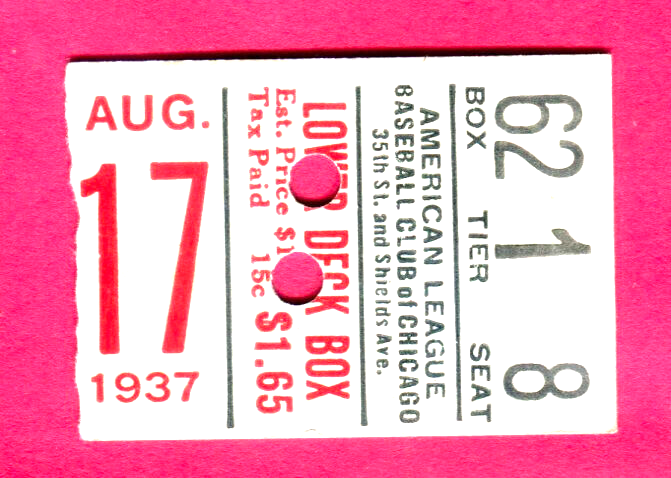 AUG.
17
1937
62 1 8
BOX TIER SEAT
AMERICAN LEAGUE
BASEBALL CLUB of CHICAGO
35th St. and Shields Ave.
LOWER DECK BOX
Est. Price $1
Tax Paid 15c $1.65